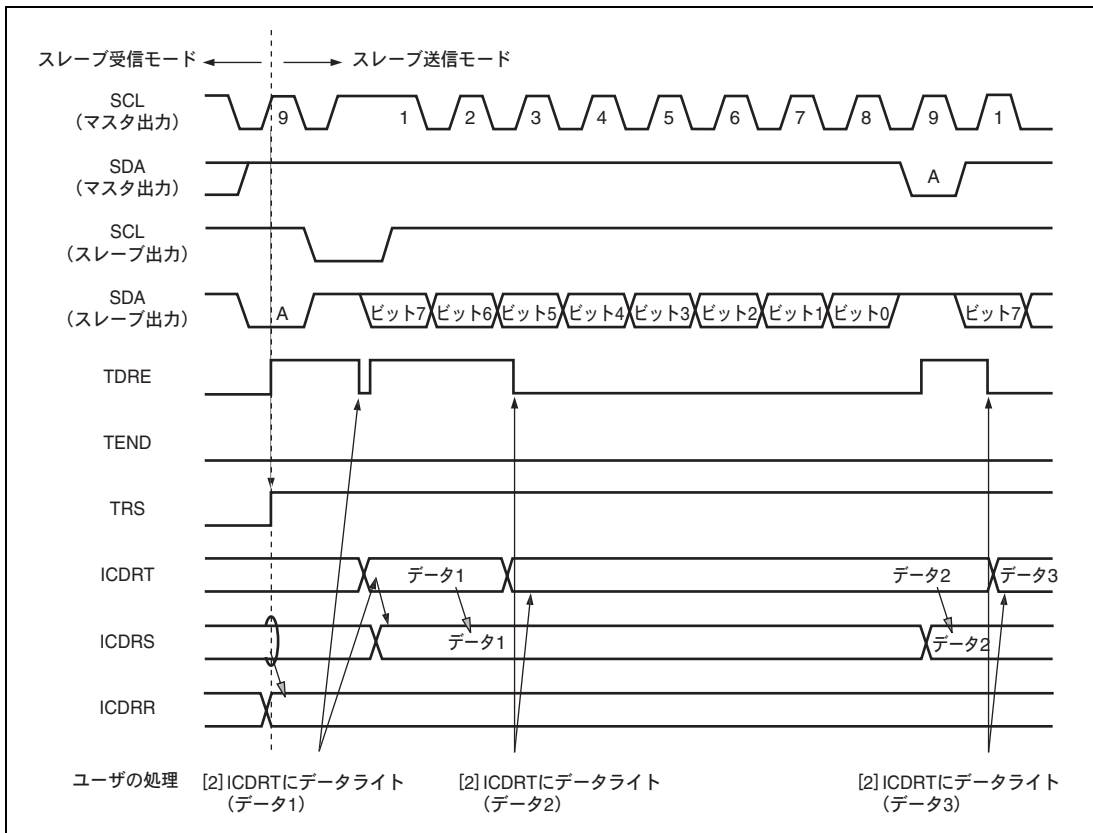 スレーブ受信モード スレーブ送信モード
SCL
（マスタ出力）
9 1 2 3 4 5 6 7 8 9 1
SDA
（マスタ出力）
A
SCL
（スレーブ出力）
SDA
（スレーブ出力）
A ビット7 ビット6 ビット5 ビット4 ビット3 ビット2 ビット1 ビット0 ビット7
TDRE
TEND
TRS
ICDRT
データ1 データ2 データ3
ICDRS
データ1 データ2
ICDRR
ユーザの処理
[2] ICDRTにデータライト
（データ1）
[2] ICDRTにデータライト
（データ2）
[2] ICDRTにデータライト
（データ3）